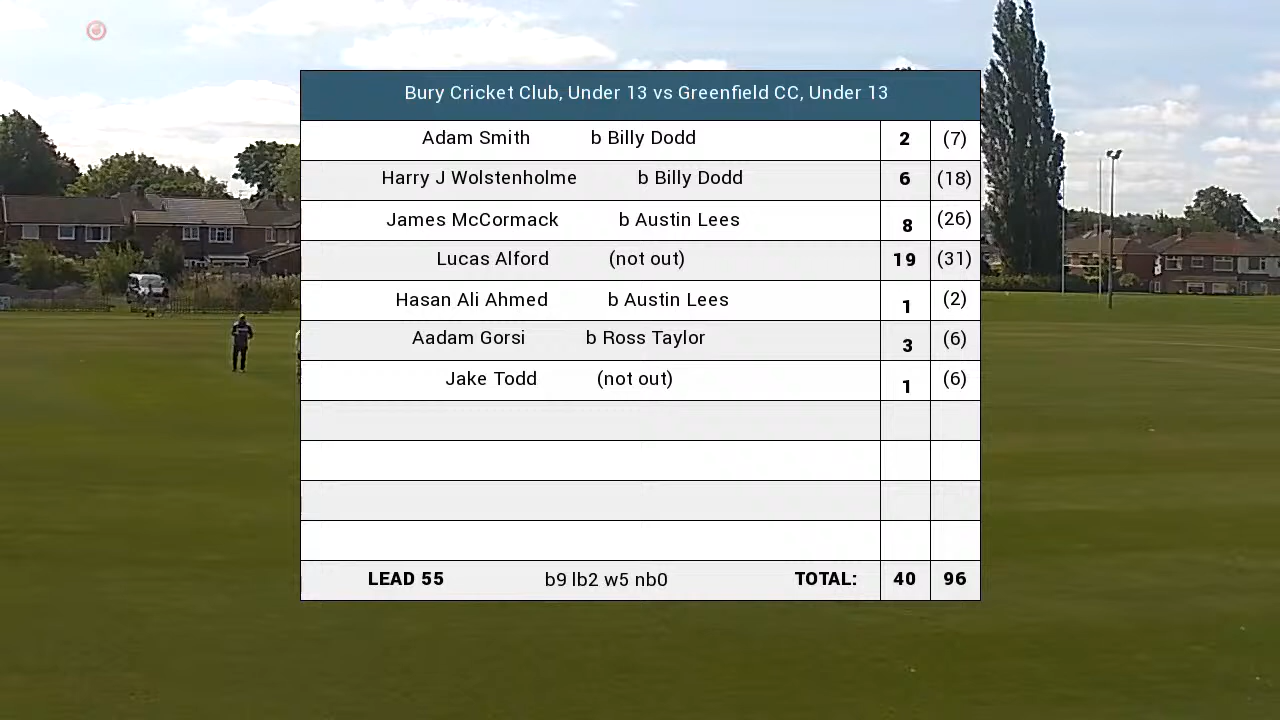 Bury Cricket Club, Under 13 vs Greenfield CC, Under 13
Adam Smith b Billy Dodd 2 (7)
Harry J Wolstenholme b Billy Dodd 6 (18)
James McCormack b Austin Lees 8 (26)
Lucas Alford (not out) 19 (31)
Hasan Ali Ahmed b Austin Lees 1 (2)
Aadam Gorsi b Ross Taylor 3 (6)
Jake Todd (not out) 1 (6)
LEAD 55 b9 lb2 w5 nb0 TOTAL: 40 96